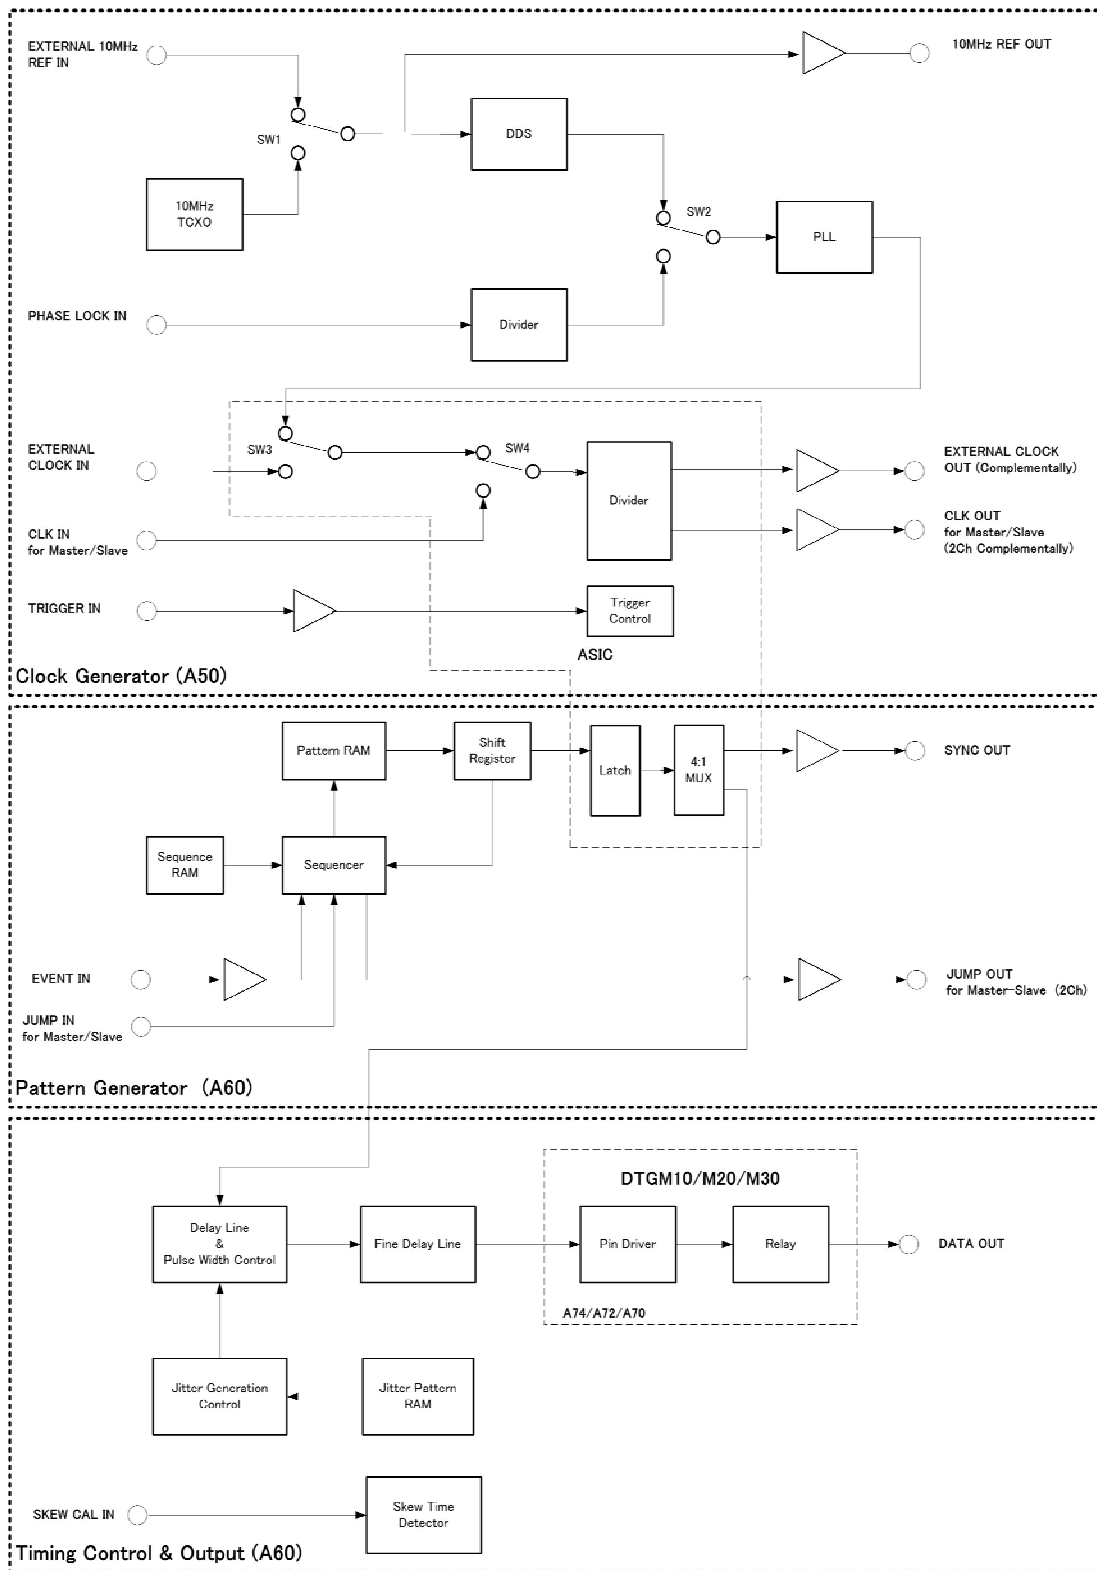 EXTERNAL 10MHz
REF IN
10MHz REF OUT
SW1
DDS
10MHz
TCXO
SW2
PLL
PHASE LOCK IN
Divider
EXTERNAL
CLOCK IN
SW3
SW4
Divider
EXTERNAL CLOCK
OUT (Complementally)
CLK IN
for Master/Slave
CLK OUT
for Master/Slave
(2Ch Complementally)
TRIGGER IN
Trigger
Control
ASIC
Clock Generator (A50)
Pattern RAM
Shift
Register
Latch
4:1
MUX
SYNC OUT
Sequence
RAM
Sequencer
EVENT IN
JUMP OUT
for Master-Slave (2Ch)
JUMP IN
for Master/Slave
Pattern Generator (A60)
DTGM10/M20/M30
Delay Line
&
Pulse Width Control
Fine Delay Line
Pin Driver
Relay
DATA OUT
A74/A72/A70
Jitter Generation
Control
Jitter Pattern
RAM
SKEW CAL IN
Skew Time
Detector
Timing Control & Output (A60)